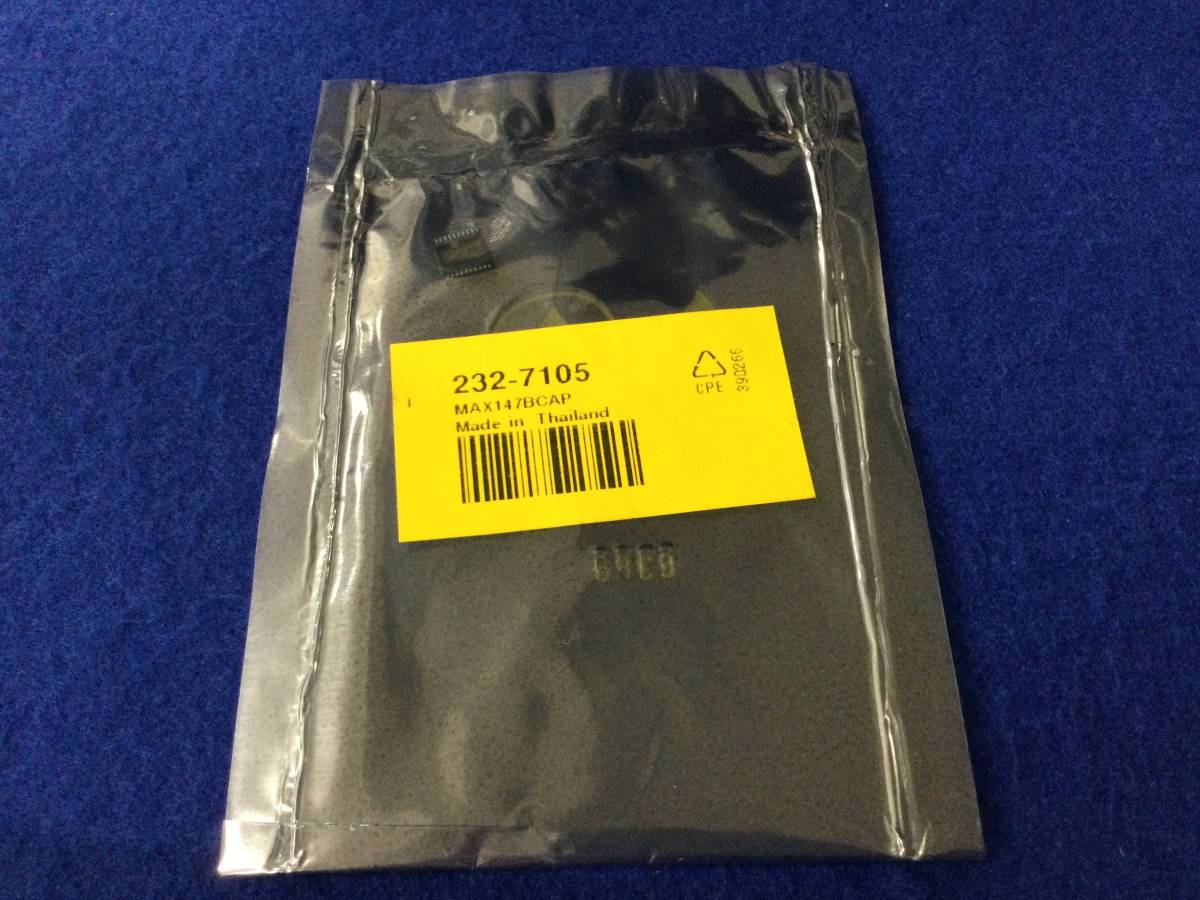 232-7105
MAX147BCAP
Made in Thailand
CPE
390266